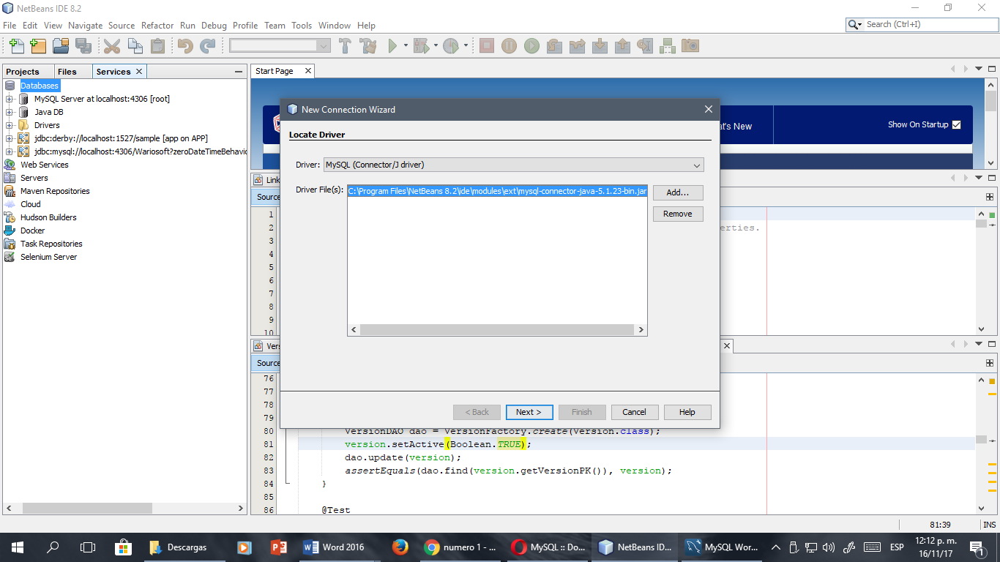 NetBeans IDE 8.2
File Edit View Navigate Source Refactor Run Debug Profile Team Tools Window Help
Search (Ctrl+I)
Projects Files Services
Start Page
Databases
MySQL Server at localhost:4306 [root]
Java DB
Drivers
jdbc:derby://localhost:1527/sample [app on APP]
jdbc:mysql://localhost:4306/Wariosoft?zeroDateTimeBehavio
Web Services
Servers
Maven Repositories
Cloud
Hudson Builders
Docker
Task Repositories
Selenium Server
at's New
Show On Startup
New Connection Wizard
Locate Driver
Driver: MySQL (Connector/J driver)
Driver File(s): C:\Program Files\NetBeans 8.2\ide\modules\ext\mysql-connector-java-5.1.23-bin.jar
Add...
Remove
< Back Next > Finish Cancel Help
Link
Source
1
2 erties.
3
4
5
6
7
8
9
10
Vers
Source
76
77
78
79
80 VersionDAO dao = VersionFactory.create(Version.class);
81 version.setActive(Boolean.TRUE);
82 dao.update(version);
83 assertEquals(dao.find(version.getVersionPK()), version);
84 }
85
86 @Test
81:39 INS
Descargas
Word 2016
numero 1 - ...
MySQL :: Do...
NetBeans ID...
MySQL Wor...
ESP
12:12 p. m.
16/11/17
1